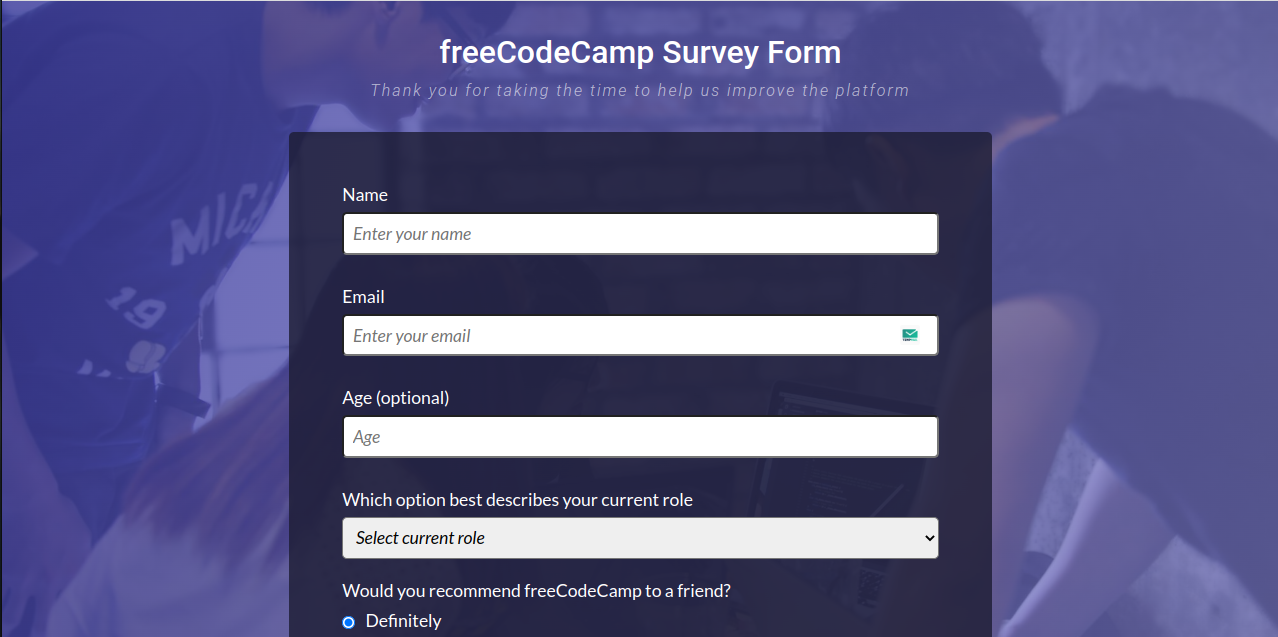 freeCodeCamp Survey Form
Thank you for taking the time to help us improve the platform
Name
Enter your name
Email
Enter your email
Age (optional)
Age
Which option best describes your current role
Select current role
Would you recommend freeCodeCamp to a friend?
Definitely
19